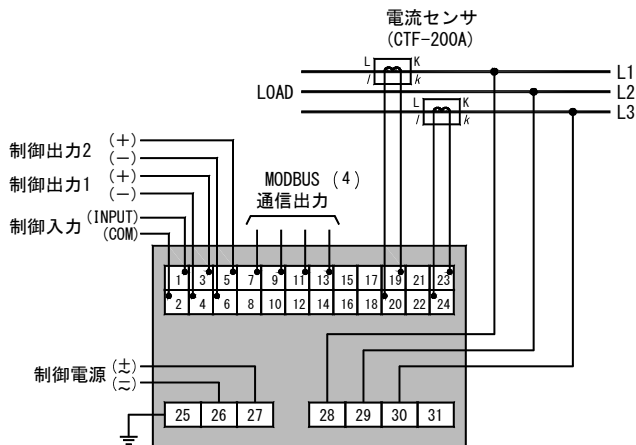 電流センサ
(CTF-200A)
L K
l k
L1
LOAD
L2
L K
l k
L3
制御出力2 (+)
(−)
制御出力1 (+)
(−)
制御入力 (INPUT)
(COM)
MODBUS (4)
通信出力
1 3 5 7 9 11 13 15 17 19 21 23
2 4 6 8 10 12 14 16 18 20 22 24
制御電源 (±)
(≂)
25 26 27 28 29 30 31